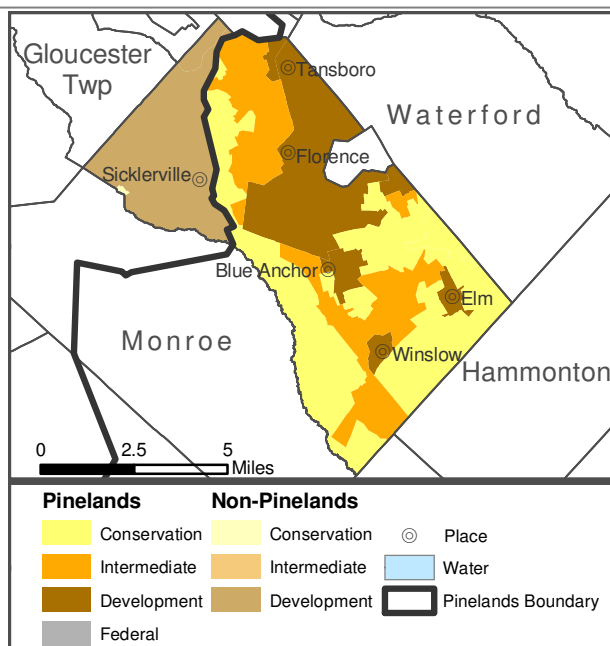 Gloucester
Twp
Tansboro
Waterford
Florence
Sicklerville
Blue Anchor
Elm
Monroe
Winslow
Hammonton
0 2.5 5
Miles
Pinelands Non-Pinelands
Conservation Conservation Place
Intermediate Intermediate Water
Development Development Pinelands Boundary
Federal